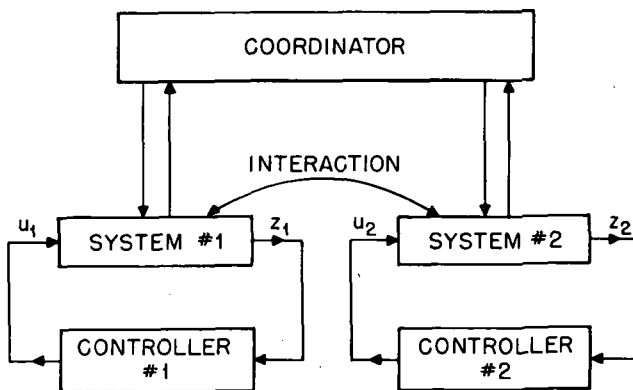 COORDINATOR
INTERACTION
u₁
z₁
u₂
z₂
SYSTEM #1
SYSTEM #2
CONTROLLER
#1
CONTROLLER
#2